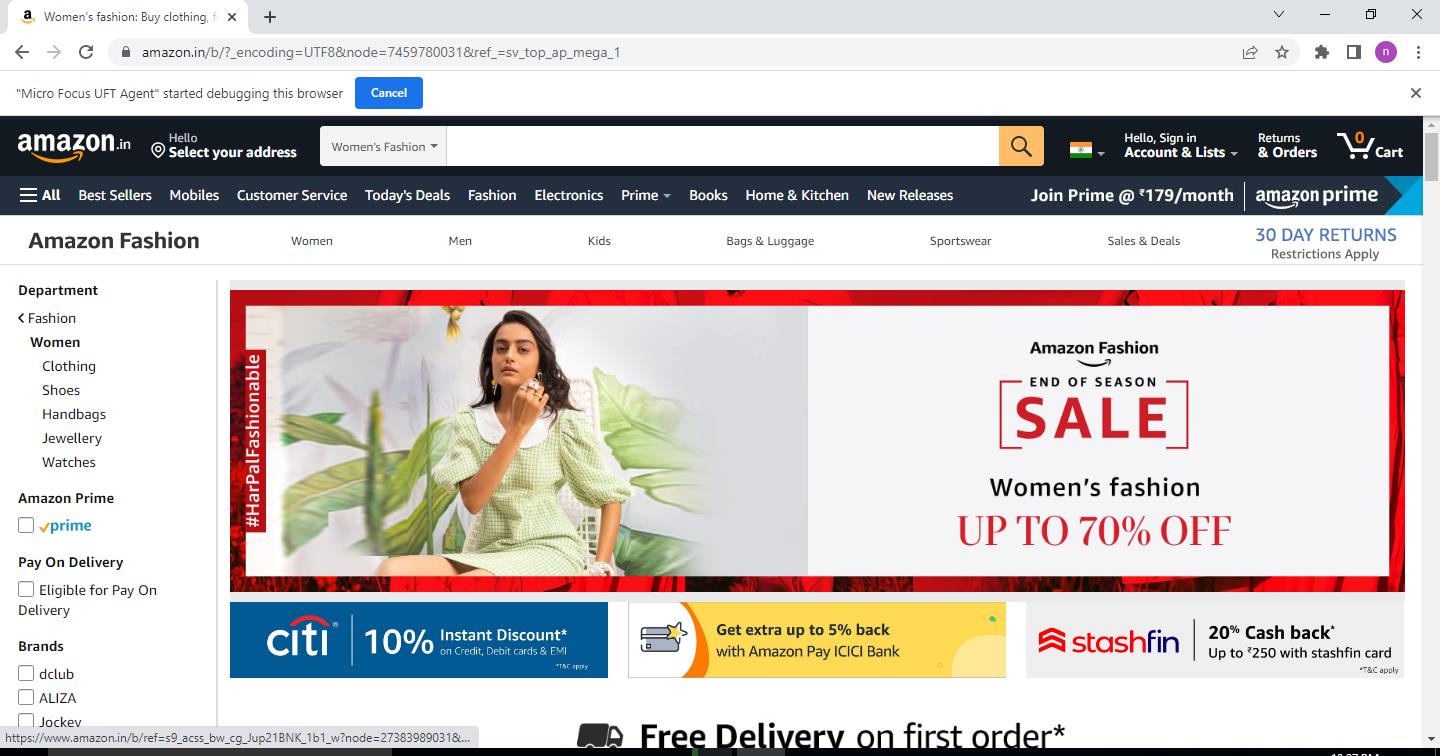 Women's fashion: Buy clothing, f
amazon.in/b/?_encoding=UTF8&node=7459780031&ref_=sv_top_ap_mega_1
n
"Micro Focus UFT Agent" started debugging this browser
Cancel
amazon.in
Hello
Select your address
Women's Fashion
Hello, Sign in
Account & Lists
Returns
& Orders
0
Cart
All
Best Sellers
Mobiles
Customer Service
Today's Deals
Fashion
Electronics
Prime
Books
Home & Kitchen
New Releases
Join Prime @ ₹179/month
amazon prime
Amazon Fashion
Women
Men
Kids
Bags & Luggage
Sportswear
Sales & Deals
30 DAY RETURNS
Restrictions Apply
Department
Fashion
Women
Clothing
Shoes
Handbags
Jewellery
Watches
Amazon Prime
prime
Pay On Delivery
Eligible for Pay On
Delivery
Brands
dclub
ALIZA
Jockey
#HarPalFashionable
Amazon Fashion
END OF SEASON
SALE
Women's fashion
UP TO 70% OFF
citi®
10% Instant Discount*
on Credit, Debit cards & EMI
*T&C apply
Get extra up to 5% back
with Amazon Pay ICICI Bank
stashfin
20% Cash back*
Up to ₹250 with stashfin card
*T&C apply
Free Delivery on first order*
https://www.amazon.in/b/ref=s9_acss_bw_cg_Jup21BNK_1b1_w?node=27383989031&...